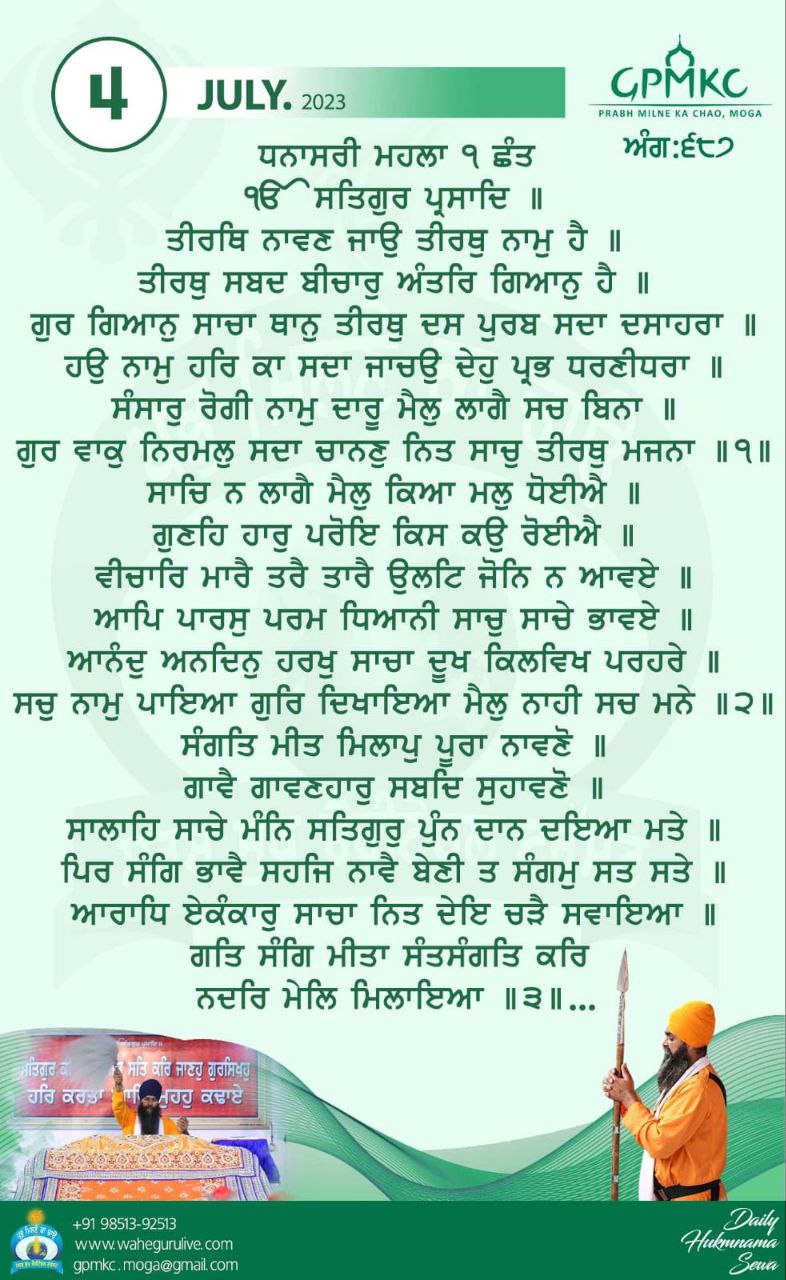 ੪
JULY. 2023
GPMKC
PRABH MILNE KA CHAO, MOGA
ਅੰਗ:੬੮੭
ਧਨਾਸਰੀ ਮਹਲਾ ੧ ਛੰਤ
ੴ ਸਤਿਗੁਰ ਪ੍ਰਸਾਦਿ ॥
ਤੀਰਥਿ ਨਾਵਣ ਜਾਉ ਤੀਰਥੁ ਨਾਮੁ ਹੈ ॥
ਤੀਰਥੁ ਸਬਦ ਬੀਚਾਰੁ ਅੰਤਰਿ ਗਿਆਨੁ ਹੈ ॥
ਗੁਰ ਗਿਆਨੁ ਸਾਚਾ ਥਾਨੁ ਤੀਰਥੁ ਦਸ ਪੁਰਬ ਸਦਾ ਦਸਾਹਰਾ ॥
ਹਉ ਨਾਮੁ ਹਰਿ ਕਾ ਸਦਾ ਜਾਚਉ ਦੇਹੁ ਪ੍ਰਭ ਧਰਣੀਧਰਾ ॥
ਸੰਸਾਰੁ ਰੋਗੀ ਨਾਮੁ ਦਾਰੂ ਮੈਲੁ ਲਾਗੈ ਸਚ ਬਿਨਾ ॥
ਗੁਰ ਵਾਕੁ ਨਿਰਮਲੁ ਸਦਾ ਚਾਨਣੁ ਨਿਤ ਸਾਚੁ ਤੀਰਥੁ ਮਜਨਾ ॥੧॥
ਸਾਚਿ ਨ ਲਾਗੈ ਮੈਲੁ ਕਿਆ ਮਲੁ ਧੋਈਐ ॥
ਗੁਣਹਿ ਹਾਰੁ ਪਰੋਇ ਕਿਸ ਕਉ ਰੋਈਐ ॥
ਵੀਚਾਰਿ ਮਾਰੈ ਤਰੈ ਤਾਰੈ ਉਲਟਿ ਜੋਨਿ ਨ ਆਵਏ ॥
ਆਪਿ ਪਾਰਸੁ ਪਰਮ ਧਿਆਨੀ ਸਾਚੁ ਸਾਚੇ ਭਾਵਏ ॥
ਆਨੰਦੁ ਅਨਦਿਨੁ ਹਰਖੁ ਸਾਚਾ ਦੂਖ ਕਿਲਵਿਖ ਪਰਹਰੇ ॥
ਸਚੁ ਨਾਮੁ ਪਾਇਆ ਗੁਰਿ ਦਿਖਾਇਆ ਮੈਲੁ ਨਾਹੀ ਸਚ ਮਨੇ ॥੨॥
ਸੰਗਤਿ ਮੀਤ ਮਿਲਾਪੁ ਪੂਰਾ ਨਾਵਣੋ ॥
ਗਾਵੈ ਗਾਵਣਹਾਰੁ ਸਬਦਿ ਸੁਹਾਵਣੋ ॥
ਸਾਲਾਹਿ ਸਾਚੇ ਮੰਨਿ ਸਤਿਗੁਰੁ ਪੁੰਨ ਦਾਨ ਦਇਆ ਮਤੇ ॥
ਪਿਰ ਸੰਗਿ ਭਾਵੈ ਸਹਜਿ ਨਾਵੈ ਬੇਣੀ ਤ ਸੰਗਮੁ ਸਤ ਸਤੇ ॥
ਆਰਾਧਿ ਏਕੰਕਾਰੁ ਸਾਚਾ ਨਿਤ ਦੇਇ ਚੜੈ ਸਵਾਇਆ ॥
ਗਤਿ ਸੰਗਿ ਮੀਤਾ ਸੰਤਸੰਗਤਿ ਕਰਿ
ਨਦਰਿ ਮੇਲਿ ਮਿਲਾਇਆ ॥੩॥...
ਸਤਿਗੁਰ ਸਤਿ ਕਰਿ ਜਾਣਹੁ ਗੁਰਸਿਖਹੁ
ਹਰਿ ਕਰਤਾ ਮੁਹਹੁ ਕਢਾਏ
+91 98513-92513
www.wahegurulive.com
gpmkc.moga@gmail.com
Daily
Hukmnama
Sewa